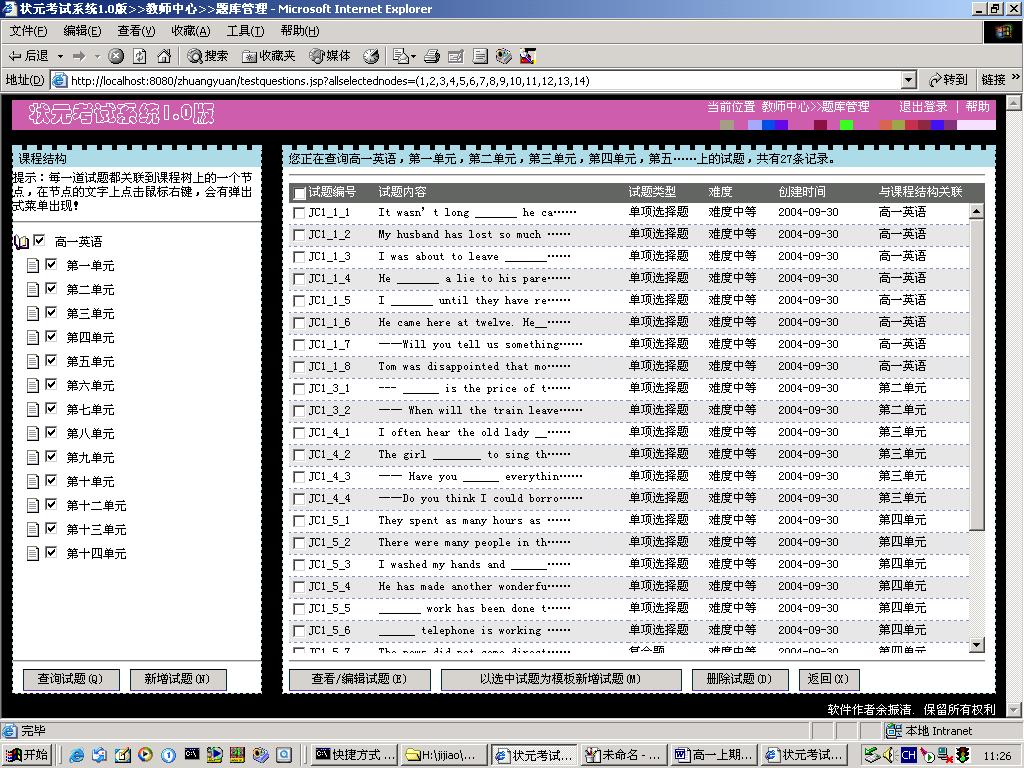 状元考试系统1.0版>>教师中心>>题库管理 - Microsoft Internet Explorer
文件(F) 编辑(E) 查看(V) 收藏(A) 工具(T) 帮助(H)
后退 搜索 收藏夹 媒体
地址(D) http://localhost:8080/zhuangyuan/testquestions.jsp?allselectednodes=(1,2,3,4,5,6,7,8,9,10,11,12,13,14) 转到 链接 »
状元考试系统1.0版
当前位置 教师中心>>题库管理 退出登录 | 帮助
课程结构
提示：每一道试题都关联到课程树上的一个节
点，在节点的文字上点击鼠标右键，会有弹出
式菜单出现！
高一英语
第一单元
第二单元
第三单元
第四单元
第五单元
第六单元
第七单元
第八单元
第九单元
第十单元
第十二单元
第十三单元
第十四单元
查询试题(Q) 新增试题(N)
您正在查询高一英语，第一单元，第二单元，第三单元，第四单元，第五……上的试题，共有27条记录。
试题编号 试题内容 试题类型 难度 创建时间 与课程结构关联
JC1_1_1 It wasn't long _______ he ca…… 单项选择题 难度中等 2004-09-30 高一英语
JC1_1_2 My husband has lost so much …… 单项选择题 难度中等 2004-09-30 高一英语
JC1_1_3 I was about to leave _______…… 单项选择题 难度中等 2004-09-30 高一英语
JC1_1_4 He _______ a lie to his pare…… 单项选择题 难度中等 2004-09-30 高一英语
JC1_1_5 I _______ until they have re…… 单项选择题 难度中等 2004-09-30 高一英语
JC1_1_6 He came here at twelve. He__…… 单项选择题 难度中等 2004-09-30 高一英语
JC1_1_7 ——Will you tell us something…… 单项选择题 难度中等 2004-09-30 高一英语
JC1_1_8 Tom was disappointed that mo…… 单项选择题 难度中等 2004-09-30 高一英语
JC1_3_1 --- ______ is the price of t…… 单项选择题 难度中等 2004-09-30 第二单元
JC1_3_2 —— When will the train leave…… 单项选择题 难度中等 2004-09-30 第二单元
JC1_4_1 I often hear the old lady __…… 单项选择题 难度中等 2004-09-30 第三单元
JC1_4_2 The girl ________ to sing th…… 单项选择题 难度中等 2004-09-30 第三单元
JC1_4_3 —— Have you ______ everythin…… 单项选择题 难度中等 2004-09-30 第三单元
JC1_4_4 ——Do you think I could borro…… 单项选择题 难度中等 2004-09-30 第三单元
JC1_5_1 They spent as many hours as …… 单项选择题 难度中等 2004-09-30 第四单元
JC1_5_2 There were many people in th…… 单项选择题 难度中等 2004-09-30 第四单元
JC1_5_3 I washed my hands and ______…… 单项选择题 难度中等 2004-09-30 第四单元
JC1_5_4 He has made another wonderfu…… 单项选择题 难度中等 2004-09-30 第四单元
JC1_5_5 _______ work has been done t…… 单项选择题 难度中等 2004-09-30 第四单元
JC1_5_6 ______ telephone is working …… 单项选择题 难度中等 2004-09-30 第四单元
JC1_5_7 The news did not come direct…… 复合题 难度中等 2004-09-30 第四单元
查看/编辑试题(E) 以选中试题为模板新增试题(M) 删除试题(D) 返回(X)
软件作者余振清. 保留所有权利
完毕 本地 Intranet
开始 快捷方式 ... H:\jijiao\... 状元考试... 未命名 - ... 高一上期... 状元考试... CH 11:26